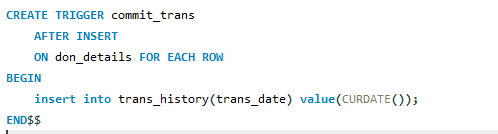 CREATE TRIGGER commit_trans
AFTER INSERT
ON don_details FOR EACH ROW
BEGIN
insert into trans_history(trans_date) value(CURDATE());
END$$